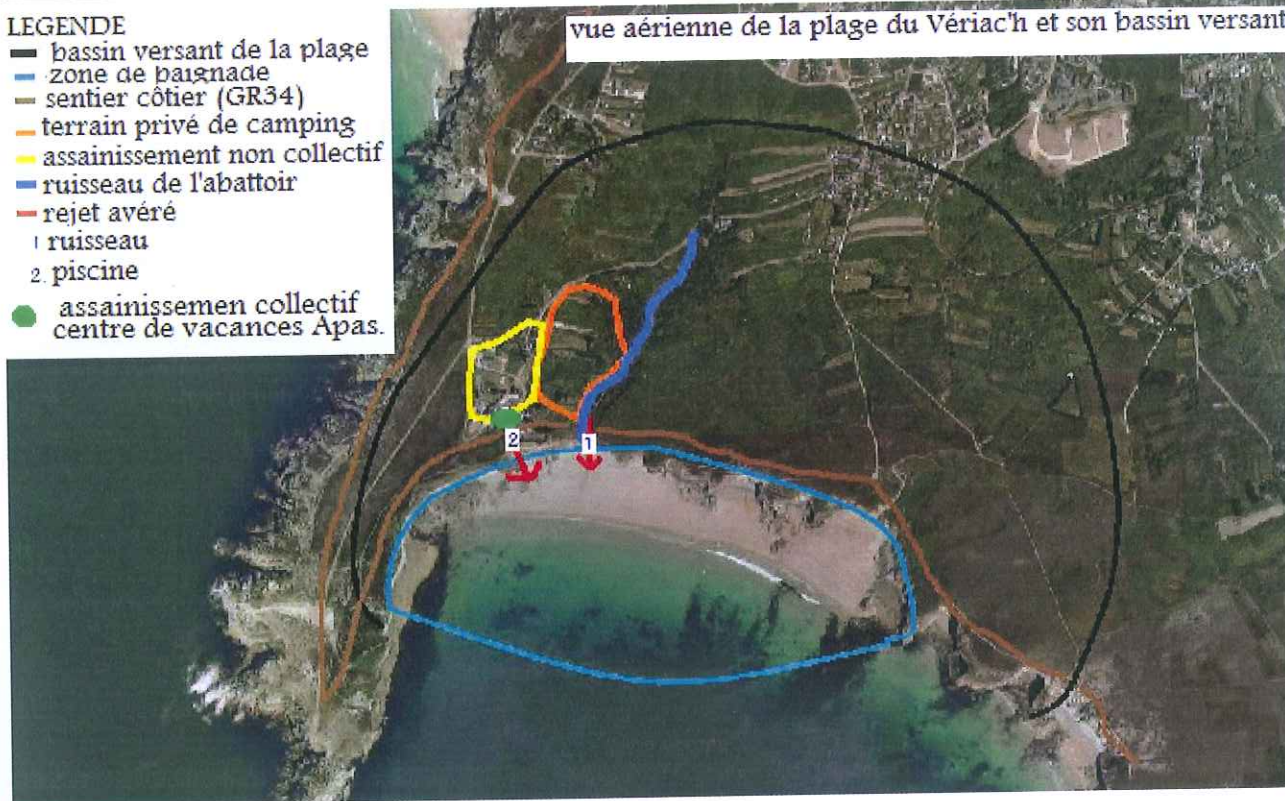 LEGENDE
bassin versant de la plage
zone de baignade
sentier côtier (GR34)
terrain privé de camping
assainissement non collectif
ruisseau de l'abattoir
rejet avéré
1 ruisseau
2. piscine
assainissemen collectif
centre de vacances Apas.
vue aérienne de la plage du Vériac'h et son bassin versant
2
1